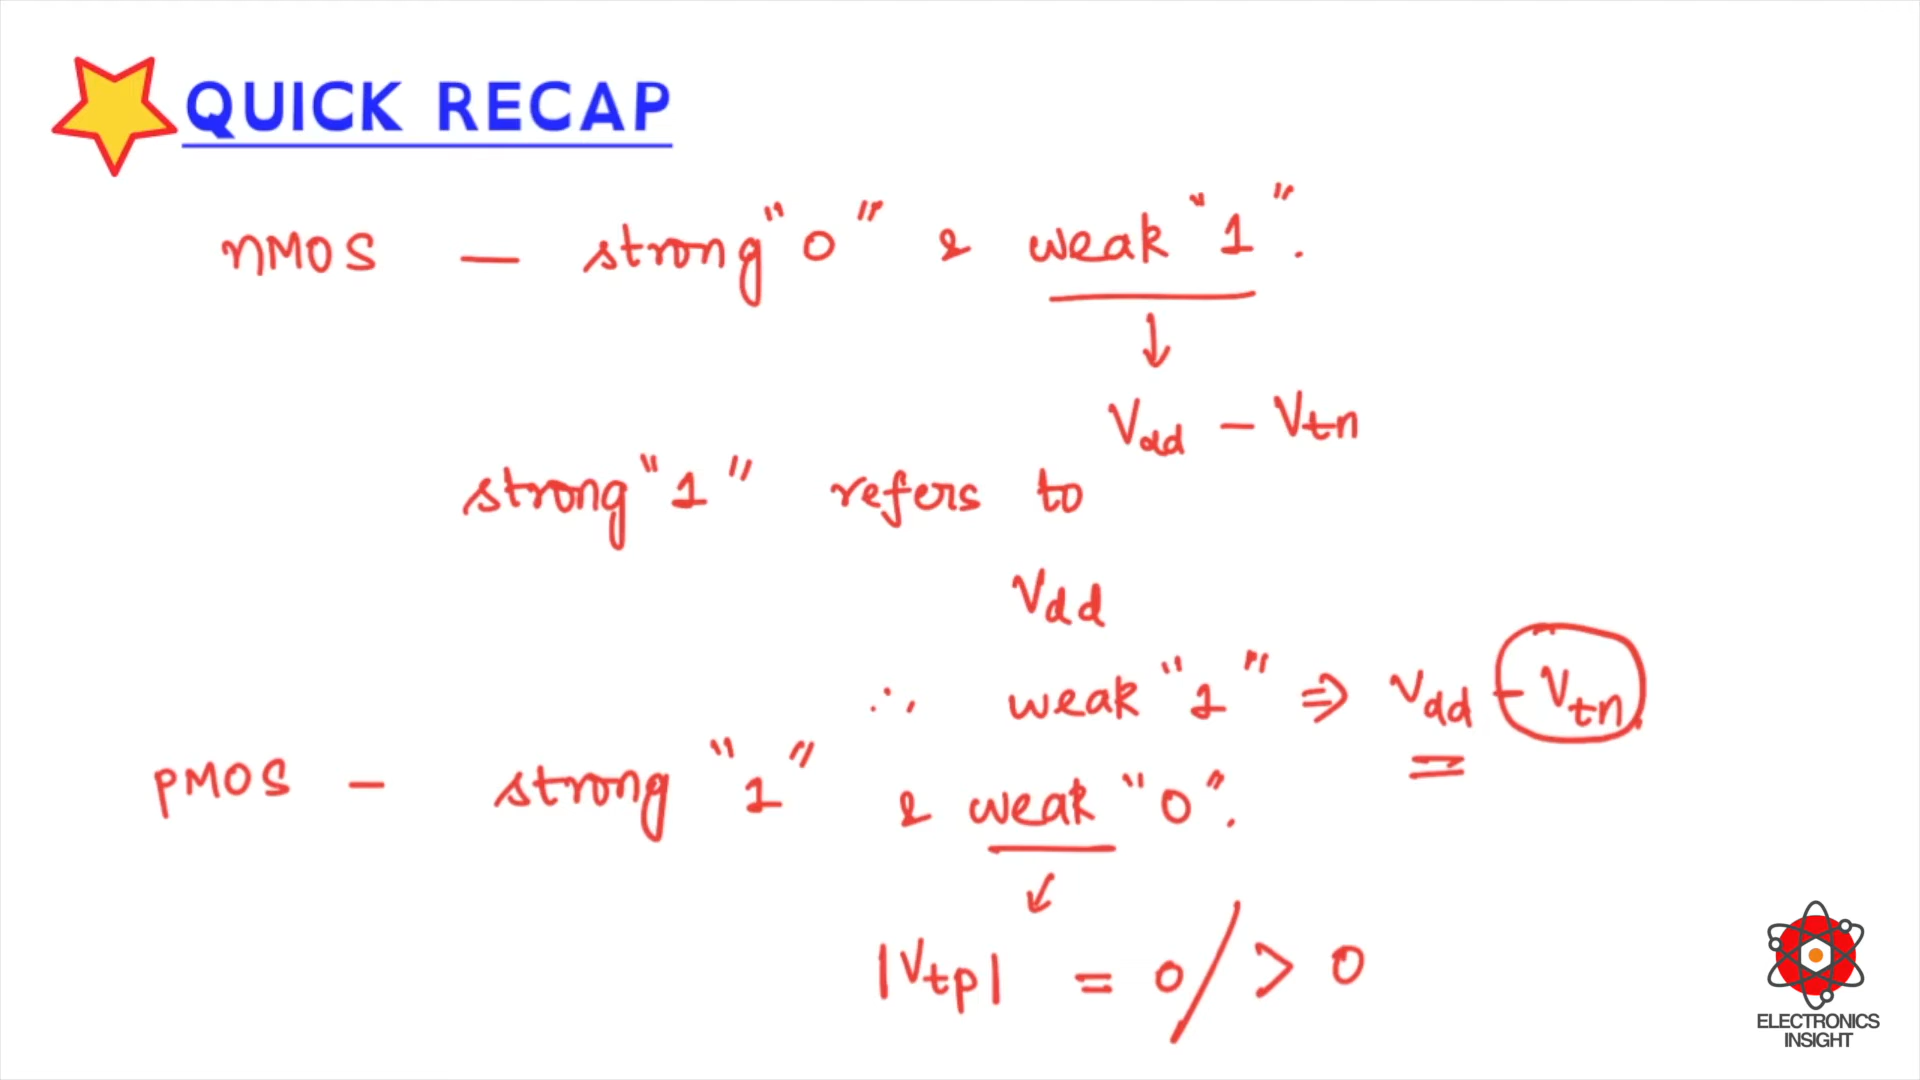 QUICK RECAP
nMOS — strong "0" & weak "1".
↓
Vdd - Vtn
strong "1" refers to
Vdd
∴ weak "1" ⇒ Vdd - Vtn
pMOS - strong "1" & weak "0".
↙
|Vtp| = 0/ > 0
ELECTRONICS
INSIGHT